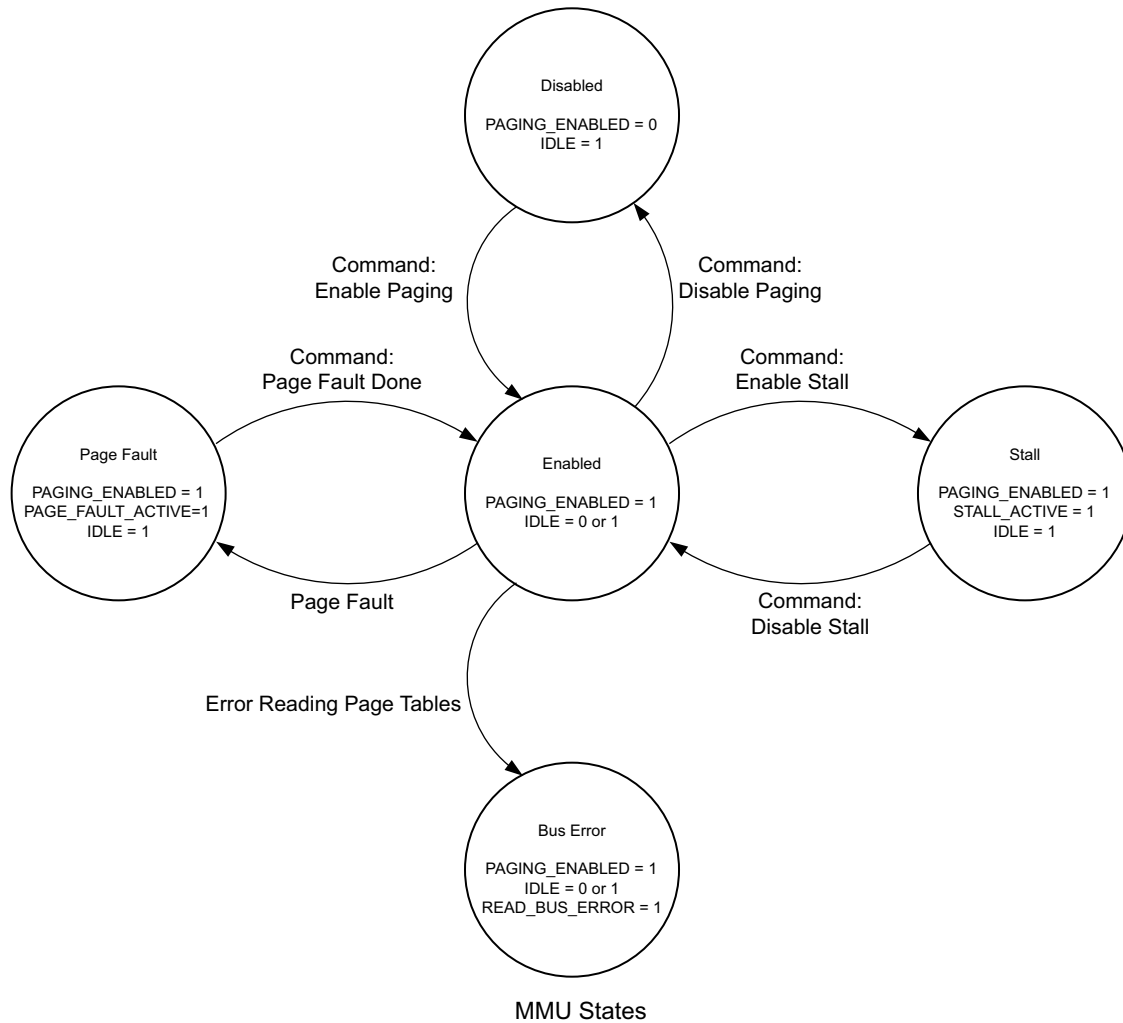 Disabled
PAGING_ENABLED = 0
IDLE = 1
Command:
Enable Paging
Command:
Disable Paging
Command:
Page Fault Done
Command:
Enable Stall
Page Fault
PAGING_ENABLED = 1
PAGE_FAULT_ACTIVE=1
IDLE = 1
Enabled
PAGING_ENABLED = 1
IDLE = 0 or 1
Stall
PAGING_ENABLED = 1
STALL_ACTIVE = 1
IDLE = 1
Page Fault
Command:
Disable Stall
Error Reading Page Tables
Bus Error
PAGING_ENABLED = 1
IDLE = 0 or 1
READ_BUS_ERROR = 1
MMU States